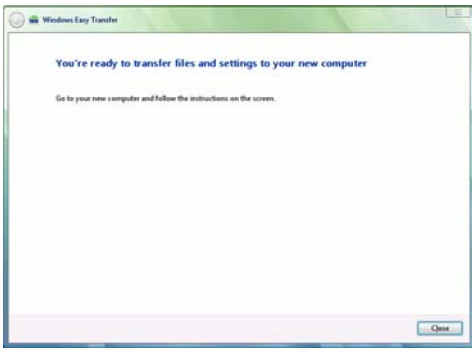 Windows Easy Transfer
You're ready to transfer files and settings to your new computer
Go to your new computer and follow the instructions on the screen.
Close